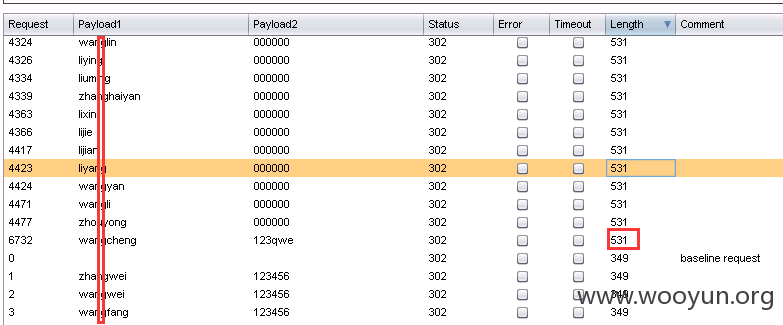 Request Payload1 Payload2 Status Error Timeout Length Comment
4324 wanglin 000000 302 531
4326 liying 000000 302 531
4334 liuming 000000 302 531
4339 zhanghaiyan 000000 302 531
4363 lixin 000000 302 531
4366 lijie 000000 302 531
4417 lijian 000000 302 531
4423 liyang 000000 302 531
4424 wangyan 000000 302 531
4471 wangli 000000 302 531
4477 zhouyong 000000 302 531
6732 wangcheng 123qwe 302 531
0 302 349 baseline request
1 zhangwei 123456 302 349
2 wangwei 123456 302 349
3 wangfang 123456 302 349
www.wooyun.org